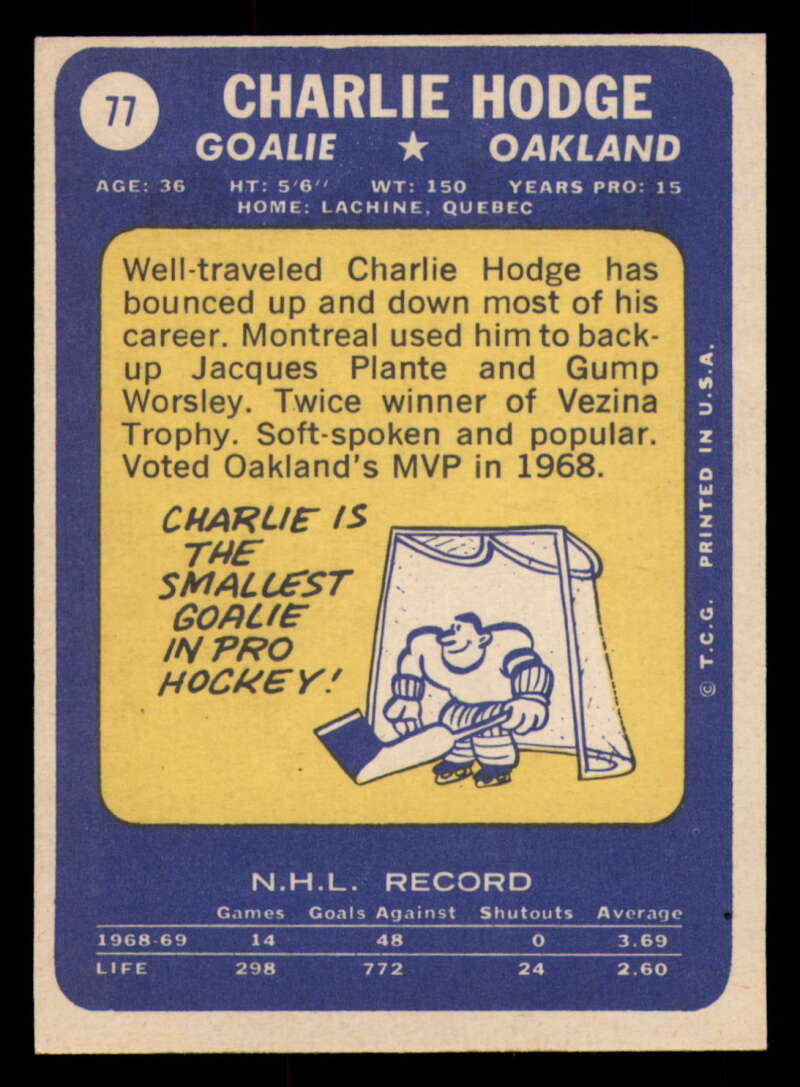 77
CHARLIE HODGE
GOALIE ★ OAKLAND
AGE: 36 HT: 5'6'' WT: 150 YEARS PRO: 15
HOME: LACHINE, QUEBEC
Well-traveled Charlie Hodge has
bounced up and down most of his
career. Montreal used him to back-
up Jacques Plante and Gump
Worsley. Twice winner of Vezina
Trophy. Soft-spoken and popular.
Voted Oakland's MVP in 1968.
CHARLIE IS
THE
SMALLEST
GOALIE
IN PRO
HOCKEY!
© T.C.G. PRINTED IN U.S.A.
N.H.L. RECORD
Games Goals Against Shutouts Average
1968-69 14 48 0 3.69
LIFE 298 772 24 2.60